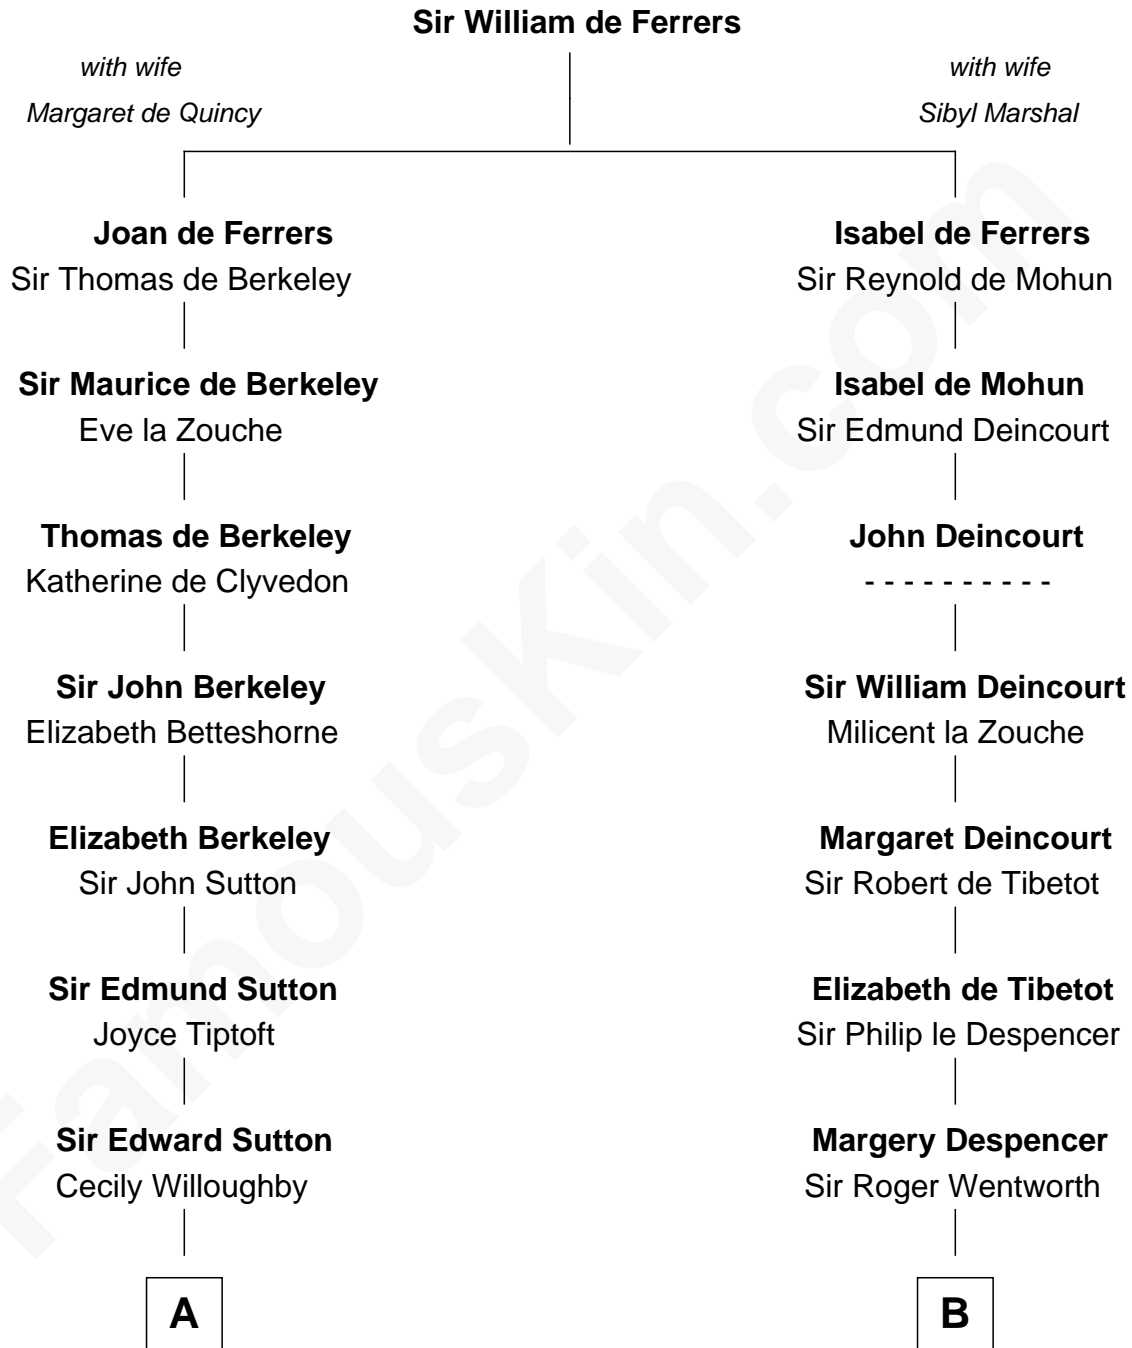 Sir William de Ferrers
with wife
Margaret de Quincy
with wife
Sibyl Marshal
Joan de Ferrers
Sir Thomas de Berkeley
Isabel de Ferrers
Sir Reynold de Mohun
Sir Maurice de Berkeley
Eve la Zouche
Isabel de Mohun
Sir Edmund Deincourt
Thomas de Berkeley
Katherine de Clyvedon
John Deincourt
- - - - - - - - - -
Sir John Berkeley
Elizabeth Betteshorne
Sir William Deincourt
Milicent la Zouche
Elizabeth Berkeley
Sir John Sutton
Margaret Deincourt
Sir Robert de Tibetot
Sir Edmund Sutton
Joyce Tiptoft
Elizabeth de Tibetot
Sir Philip le Despencer
Sir Edward Sutton
Cecily Willoughby
Margery Despencer
Sir Roger Wentworth
A
B
FamousKin.com